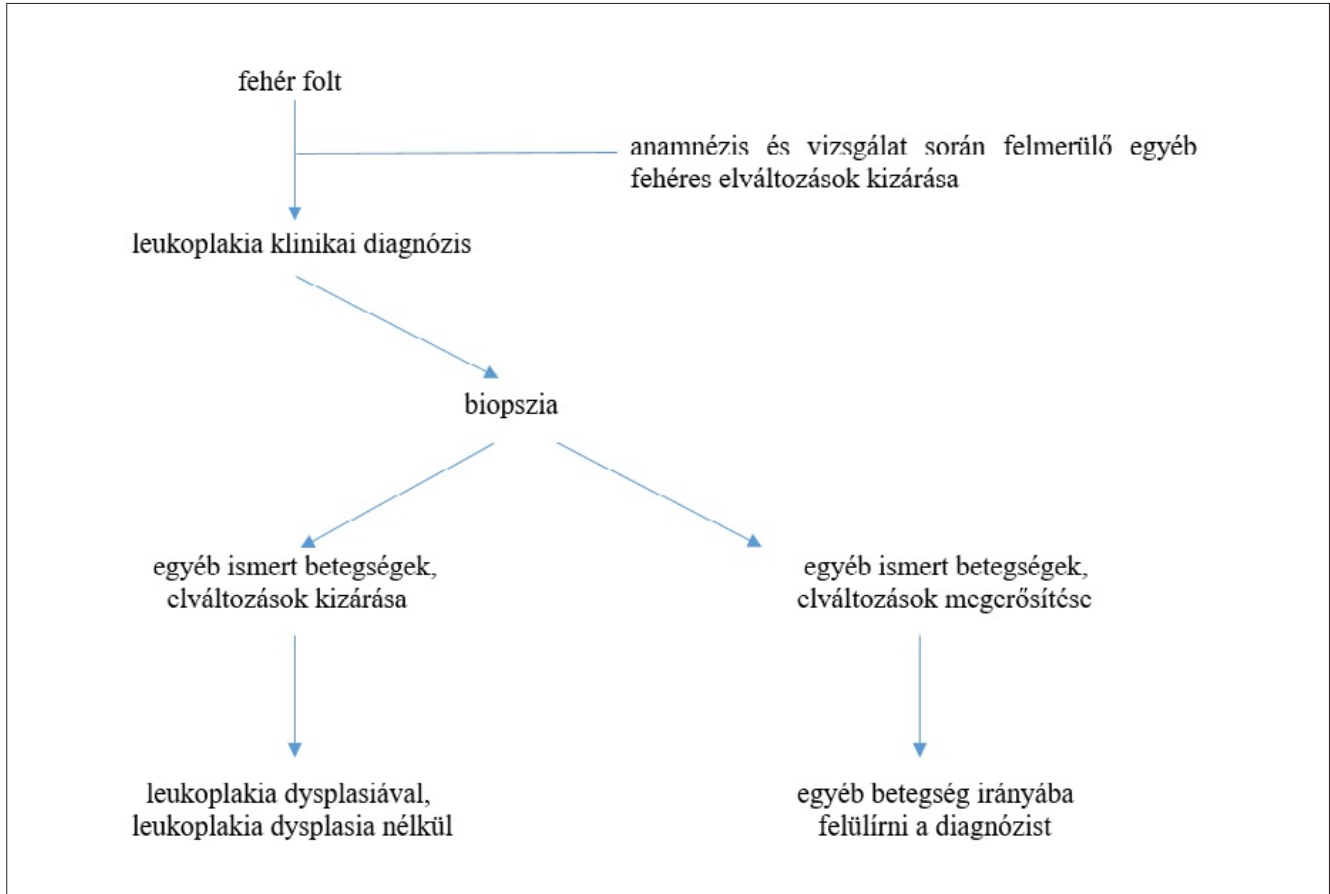 fehér folt
anamnézis és vizsgálat során felmerülő egyéb
fehéres elváltozások kizárása
leukoplakia klinikai diagnózis
biopszia
egyéb ismert betegségek,
elváltozások kizárása
egyéb ismert betegségek,
elváltozások megerősítése
leukoplakia dysplasiával,
leukoplakia dysplasia nélkül
egyéb betegség irányába
felülírni a diagnózist